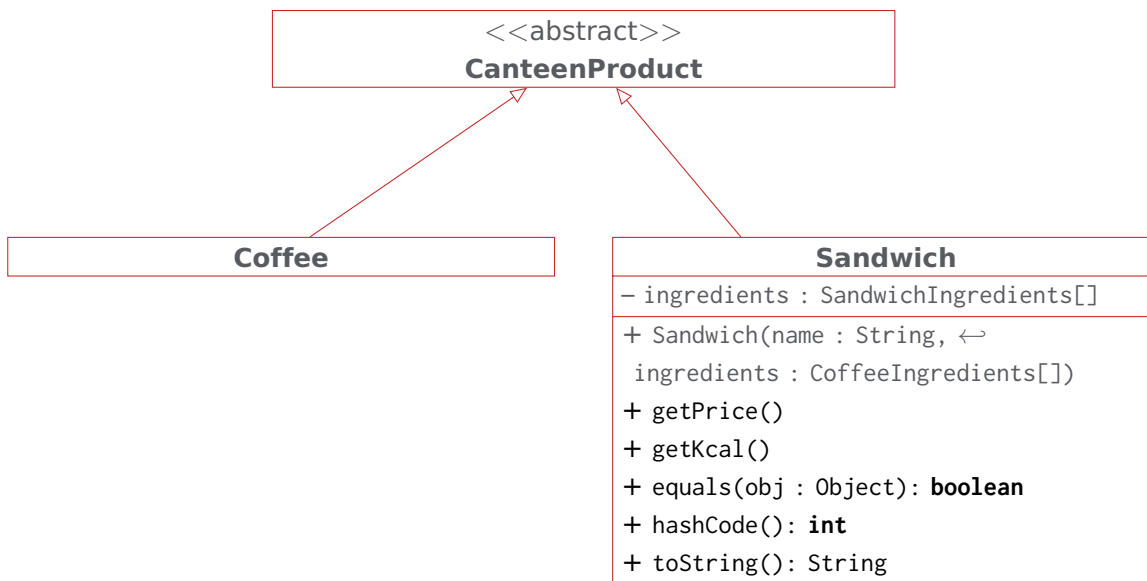 <<abstract>>
CanteenProduct
Coffee
Sandwich
− ingredients : SandwichIngredients[]
+ Sandwich(name : String, ↩
ingredients : CoffeeIngredients[])
+ getPrice()
+ getKcal()
+ equals(obj : Object): boolean
+ hashCode(): int
+ toString(): String